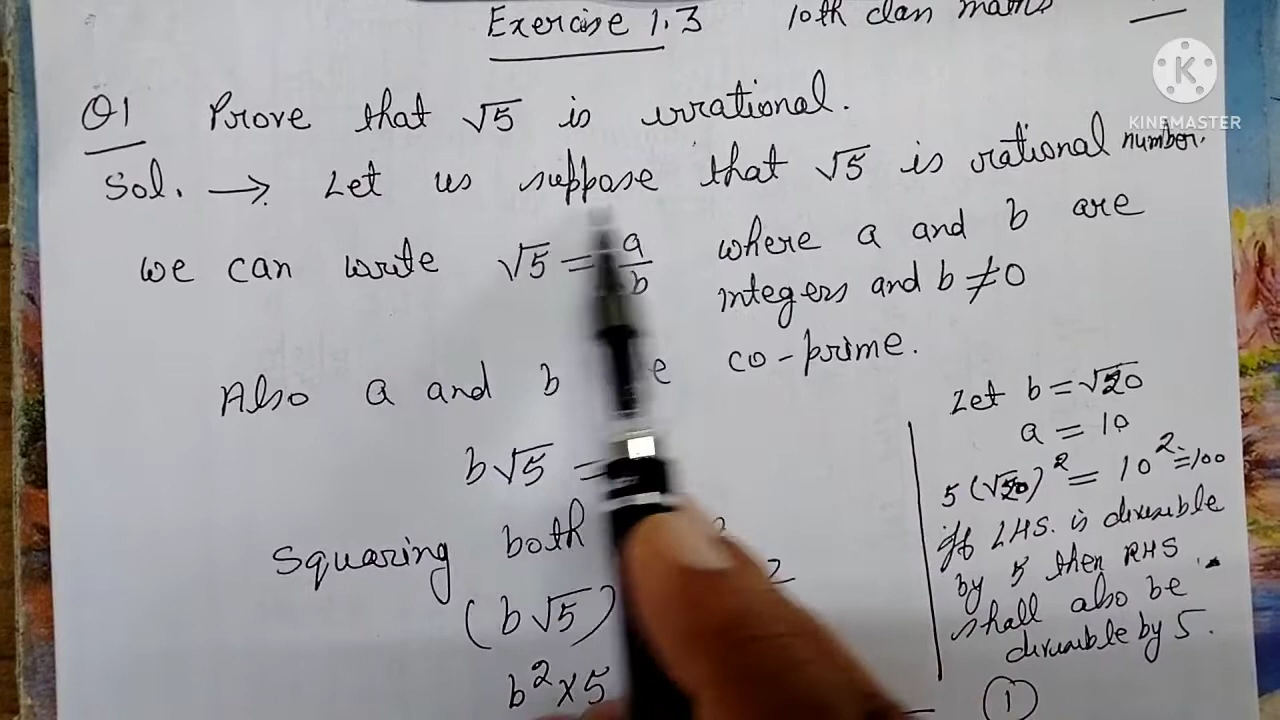 Exercise 1.3 10th class maths
KINEMASTER
Q1 Prove that √5 is irrational.
Sol. → Let us suppose that √5 is rational number.
we can write √5 = a/b where a and b are
integers and b ≠ 0
Also a and b co-prime.
b√5 =
Squaring both
(b√5)
b² × 5
Let b = √20
a = 10
5(√20)² = 10² = 100
if LHS. is divisible
by 5 then RHS
shall also be
divisible by 5.
1